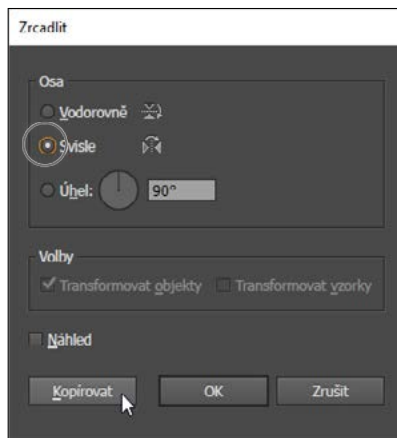 Zrcadlit
Osa
Vodorovně
Svisle
Úhel: 90°
Volby
Transformovat objekty Transformovat vzorky
Náhled
Kopírovat OK Zrušit